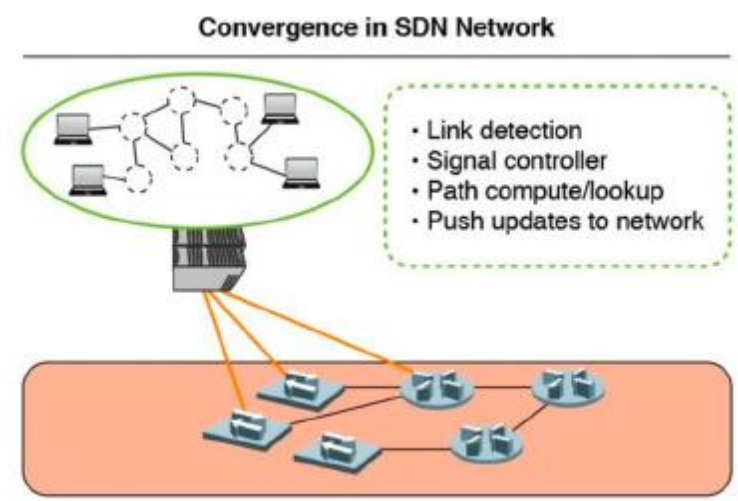 Convergence in SDN Network
· Link detection
· Signal controller
· Path compute/lookup
· Push updates to network